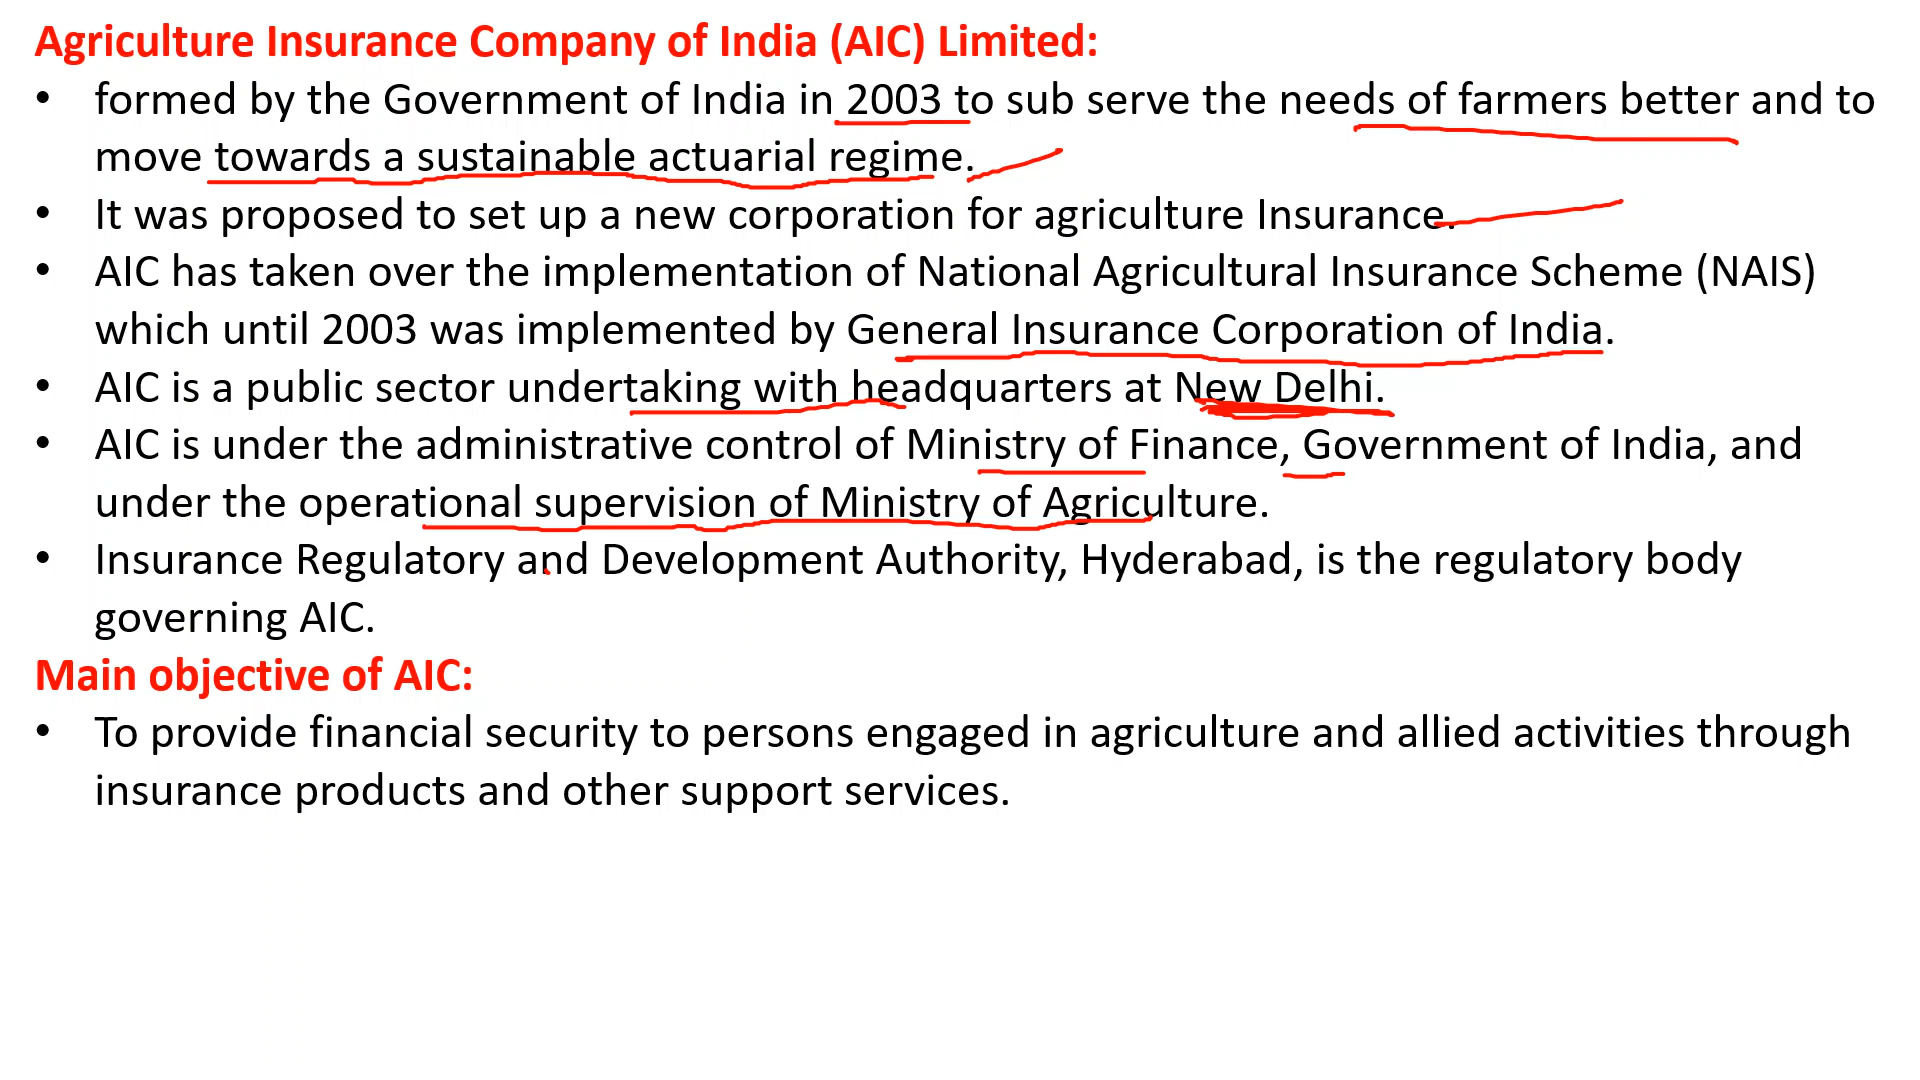 Agriculture Insurance Company of India (AIC) Limited:
• formed by the Government of India in 2003 to sub serve the needs of farmers better and to
move towards a sustainable actuarial regime.
• It was proposed to set up a new corporation for agriculture Insurance.
• AIC has taken over the implementation of National Agricultural Insurance Scheme (NAIS)
which until 2003 was implemented by General Insurance Corporation of India.
• AIC is a public sector undertaking with headquarters at New Delhi.
• AIC is under the administrative control of Ministry of Finance, Government of India, and
under the operational supervision of Ministry of Agriculture.
• Insurance Regulatory and Development Authority, Hyderabad, is the regulatory body
governing AIC.
Main objective of AIC:
• To provide financial security to persons engaged in agriculture and allied activities through
insurance products and other support services.